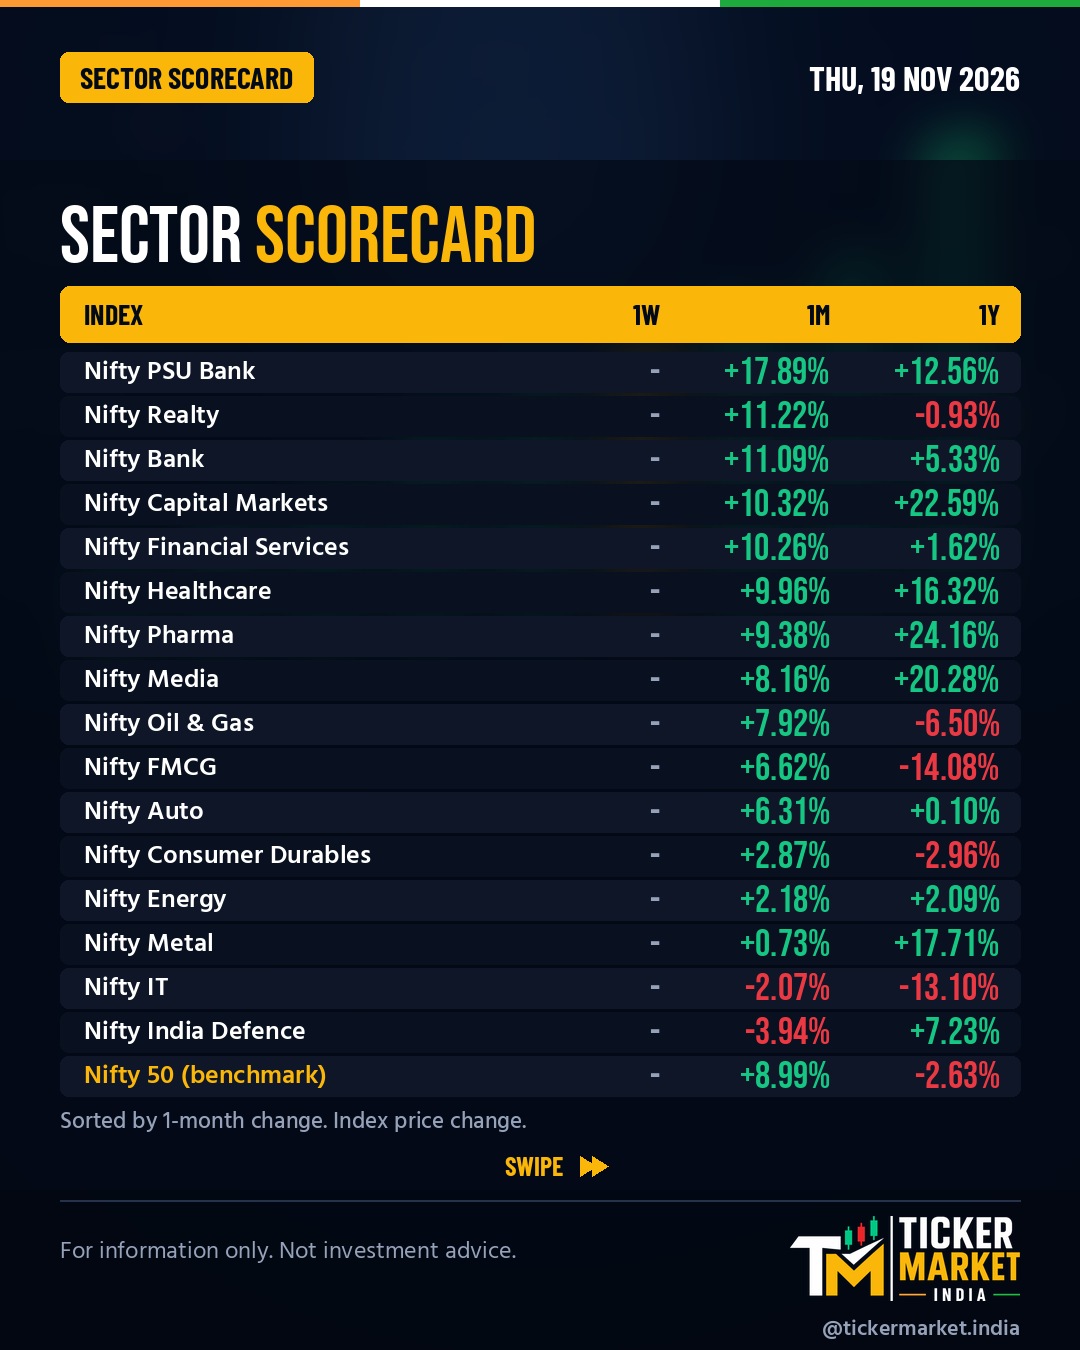 SECTOR SCORECARD
THU, 19 NOV 2026
SECTOR SCORECARD
INDEX 1W 1M 1Y
Nifty PSU Bank - +17.89% +12.56%
Nifty Realty - +11.22% -0.93%
Nifty Bank - +11.09% +5.33%
Nifty Capital Markets - +10.32% +22.59%
Nifty Financial Services - +10.26% +1.62%
Nifty Healthcare - +9.96% +16.32%
Nifty Pharma - +9.38% +24.16%
Nifty Media - +8.16% +20.28%
Nifty Oil & Gas - +7.92% -6.50%
Nifty FMCG - +6.62% -14.08%
Nifty Auto - +6.31% +0.10%
Nifty Consumer Durables - +2.87% -2.96%
Nifty Energy - +2.18% +2.09%
Nifty Metal - +0.73% +17.71%
Nifty IT - -2.07% -13.10%
Nifty India Defence - -3.94% +7.23%
Nifty 50 (benchmark) - +8.99% -2.63%
Sorted by 1-month change. Index price change.
SWIPE
For information only. Not investment advice.
TM
TICKER
MARKET
INDIA
@tickermarket.india